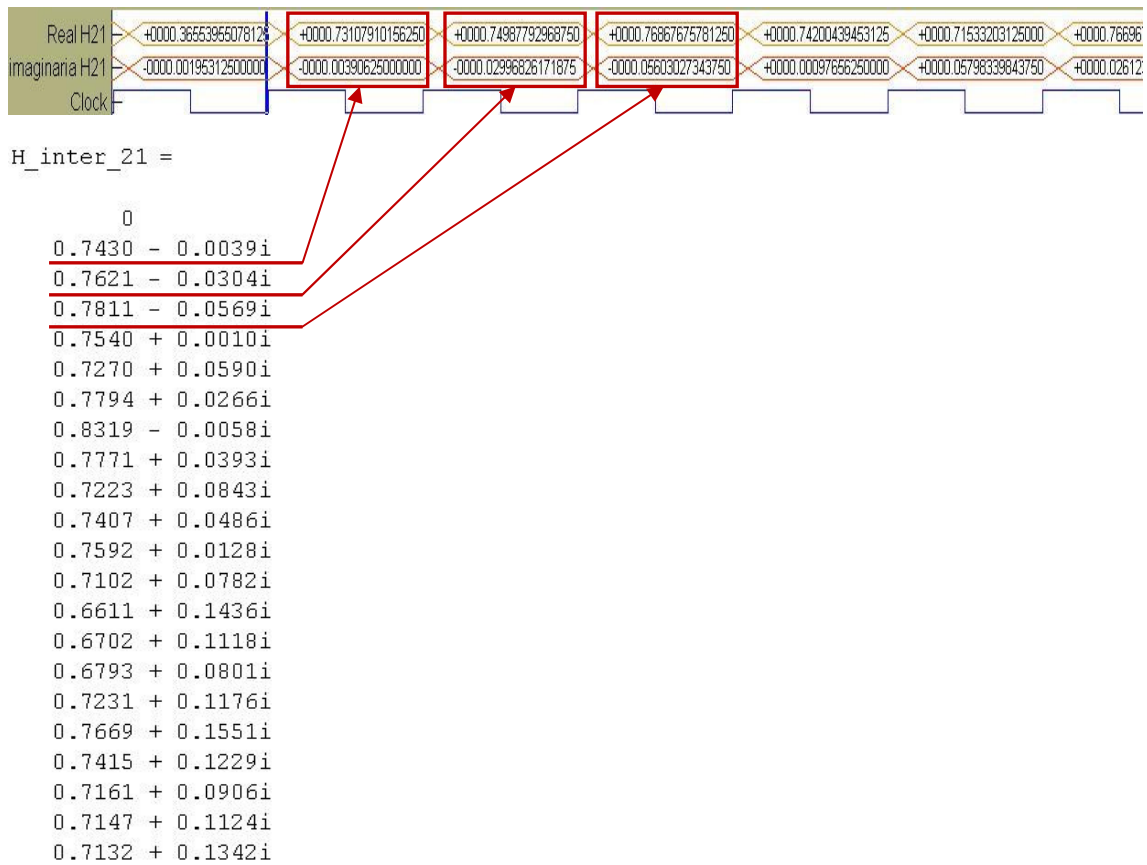 Real H21 +0000.3655395507812 +0000.73107910156250 +0000.74987792968750 +0000.76867675781250 +0000.74200439453125 +0000.71533203125000
imaginaria H21 -0000.0019531250000 -0000.00390625000000 -0000.02996826171875 -0000.05603027343750 +0000.00097656250000 +0000.05798339843750
Clock
H_inter_21 =
0
0.7430 - 0.0039i
0.7621 - 0.0304i
0.7811 - 0.0569i
0.7540 + 0.0010i
0.7270 + 0.0590i
0.7794 + 0.0266i
0.8319 - 0.0058i
0.7771 + 0.0393i
0.7223 + 0.0843i
0.7407 + 0.0486i
0.7592 + 0.0128i
0.7102 + 0.0782i
0.6611 + 0.1436i
0.6702 + 0.1118i
0.6793 + 0.0801i
0.7231 + 0.1176i
0.7669 + 0.1551i
0.7415 + 0.1229i
0.7161 + 0.0906i
0.7147 + 0.1124i
0.7132 + 0.1342i